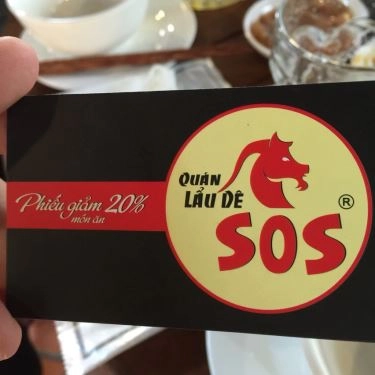 Phiếu giảm 20%
món ăn
QUÁN
LẨU DÊ
SOS
®